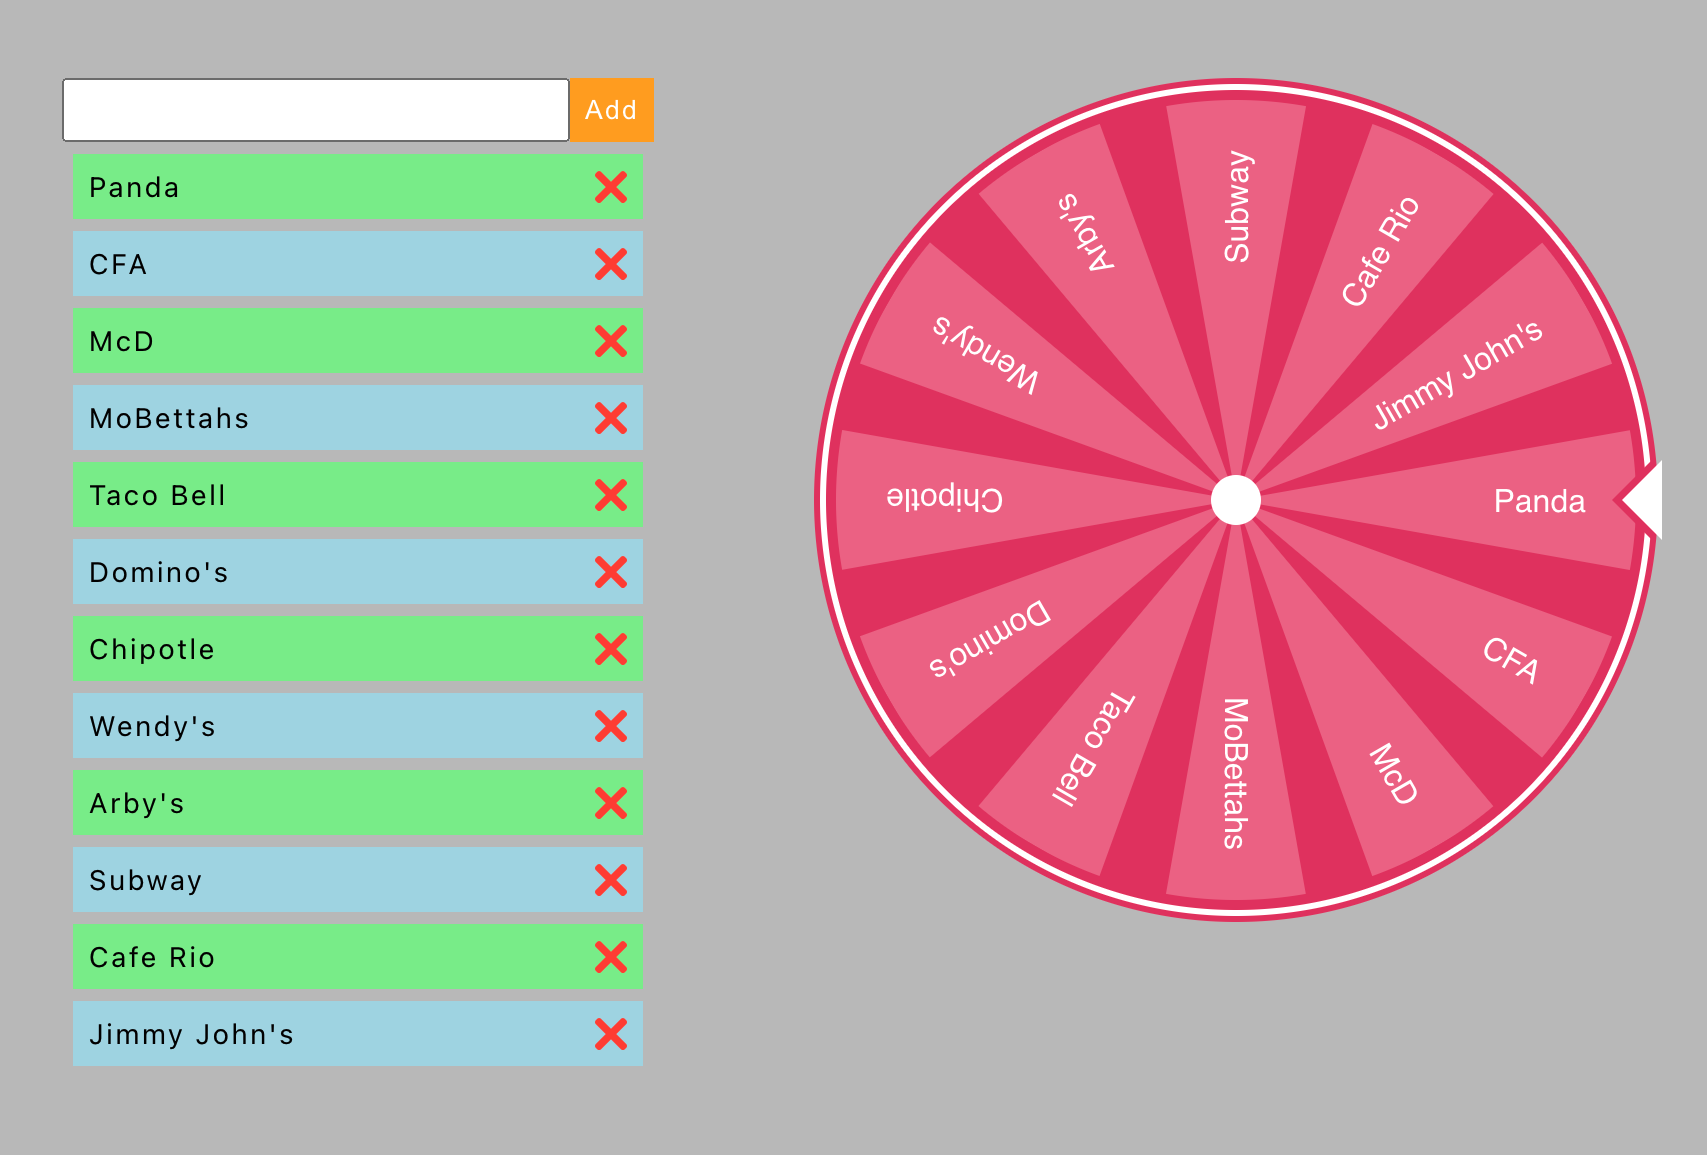 Add
Panda
CFA
McD
MoBettahs
Taco Bell
Domino's
Chipotle
Wendy's
Arby's
Subway
Cafe Rio
Jimmy John's
Panda
CFA
McD
MoBettahs
Taco Bell
Domino's
Chipotle
Wendy's
Arby's
Subway
Cafe Rio
Jimmy John's